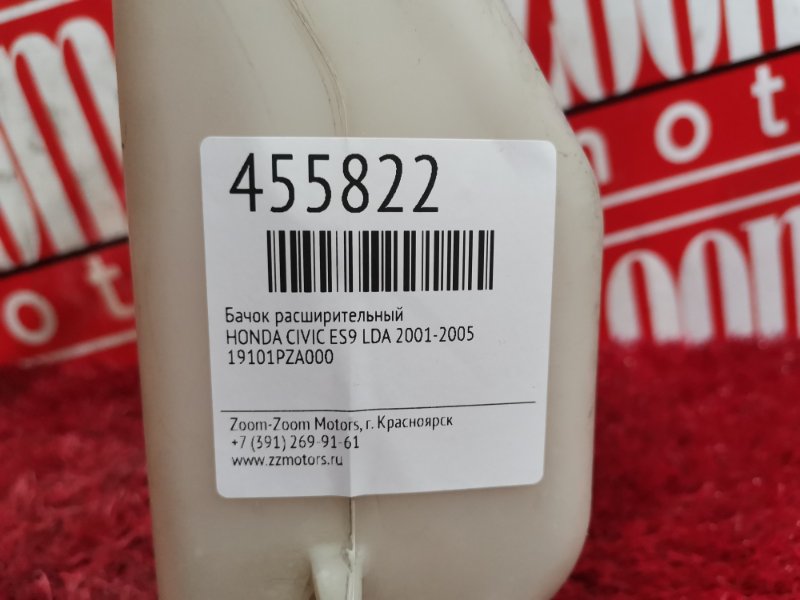 455822
Бачок расширительный
HONDA CIVIC ES9 LDA 2001-2005
19101PZA000
Zoom-Zoom Motors, г. Красноярск
+7 (391) 269-91-61
www.zzmotors.ru